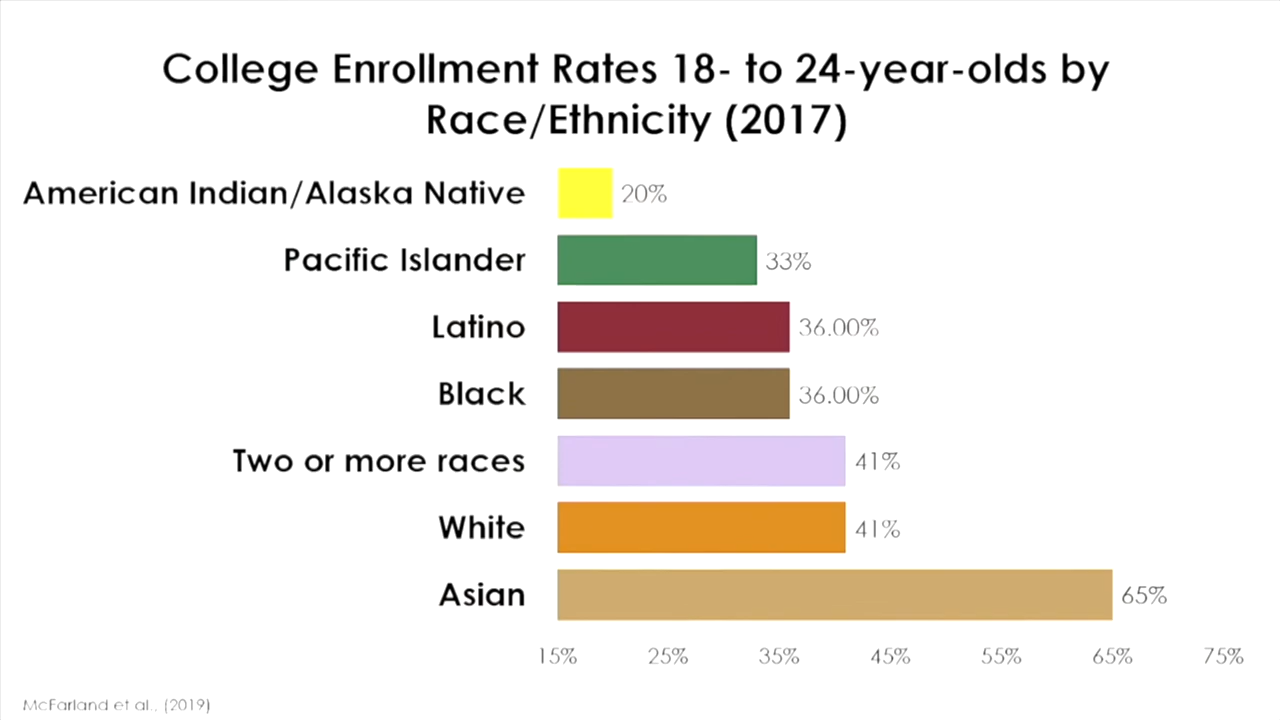 College Enrollment Rates 18- to 24-year-olds by
Race/Ethnicity (2017)
American Indian/Alaska Native 20%
Pacific Islander 33%
Latino 36.00%
Black 36.00%
Two or more races 41%
White 41%
Asian 65%
15% 25% 35% 45% 55% 65% 75%
McFarland et al., (2019)